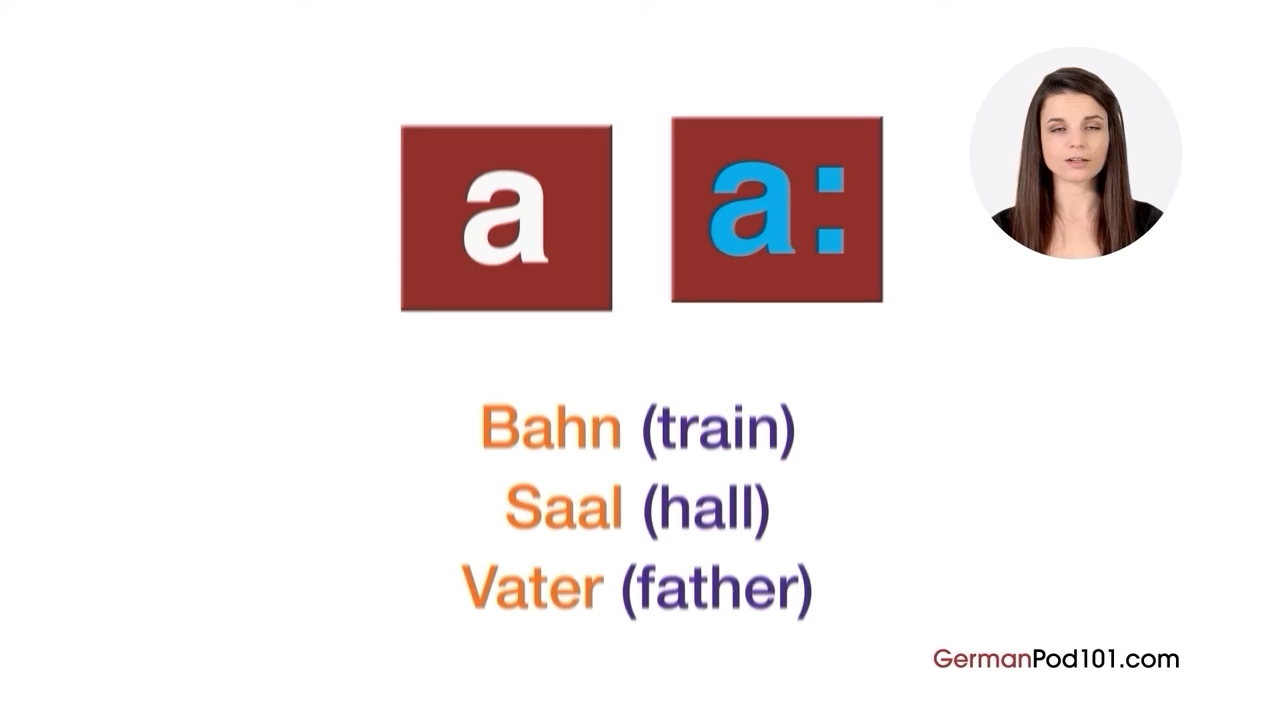 a
a:
Bahn (train)
Saal (hall)
Vater (father)
GermanPod101.com